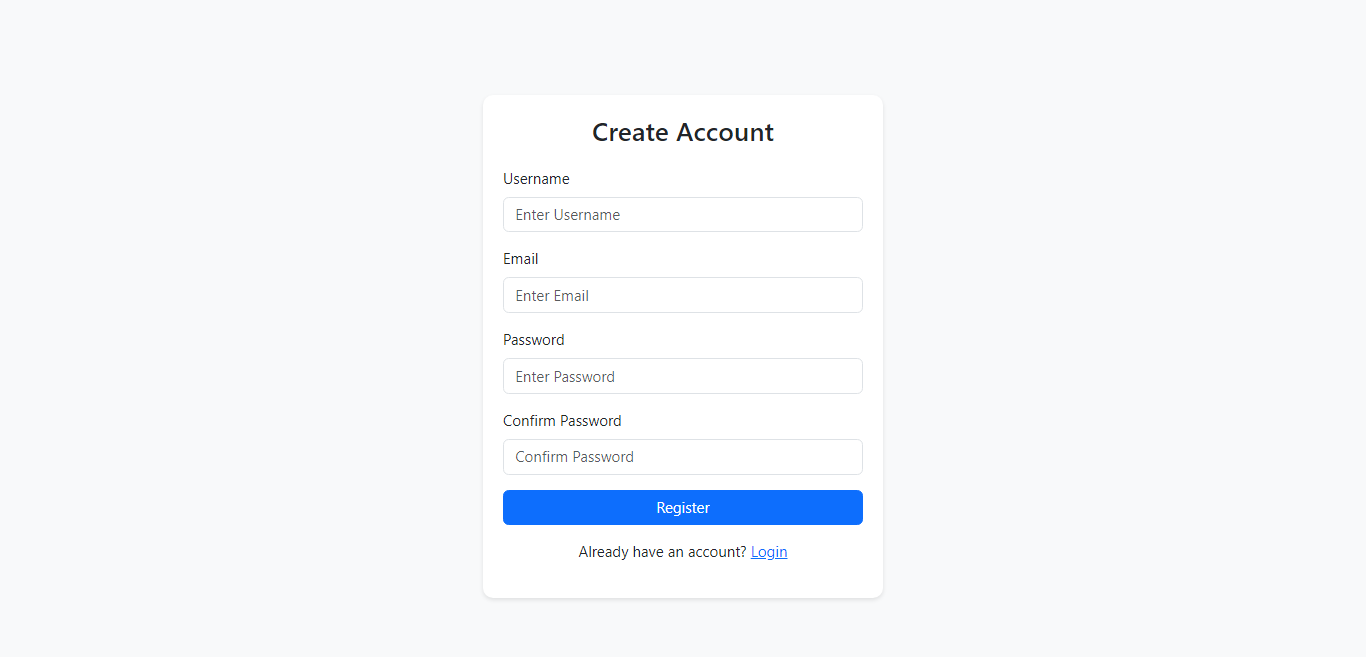 Create Account
Username
Enter Username
Email
Enter Email
Password
Enter Password
Confirm Password
Confirm Password
Register
Already have an account? Login